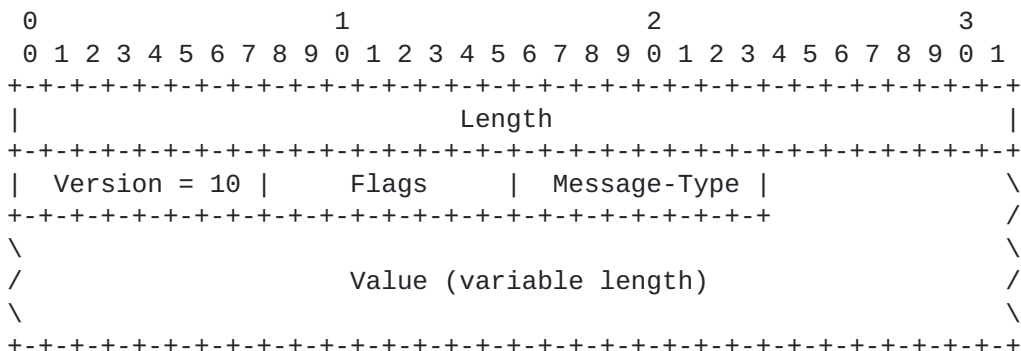 0                   1                   2                   3
 0 1 2 3 4 5 6 7 8 9 0 1 2 3 4 5 6 7 8 9 0 1 2 3 4 5 6 7 8 9 0 1
+-+-+-+-+-+-+-+-+-+-+-+-+-+-+-+-+-+-+-+-+-+-+-+-+-+-+-+-+-+-+-+-+
|                            Length                             |
+-+-+-+-+-+-+-+-+-+-+-+-+-+-+-+-+-+-+-+-+-+-+-+-+-+-+-+-+-+-+-+-+
|  Version = 10 |     Flags     |  Message-Type |               \
+-+-+-+-+-+-+-+-+-+-+-+-+-+-+-+-+-+-+-+-+-+-+-+-+               /
\                                                               \
/                     Value (variable length)                   /
\                                                               \
+-+-+-+-+-+-+-+-+-+-+-+-+-+-+-+-+-+-+-+-+-+-+-+-+-+-+-+-+-+-+-+-+